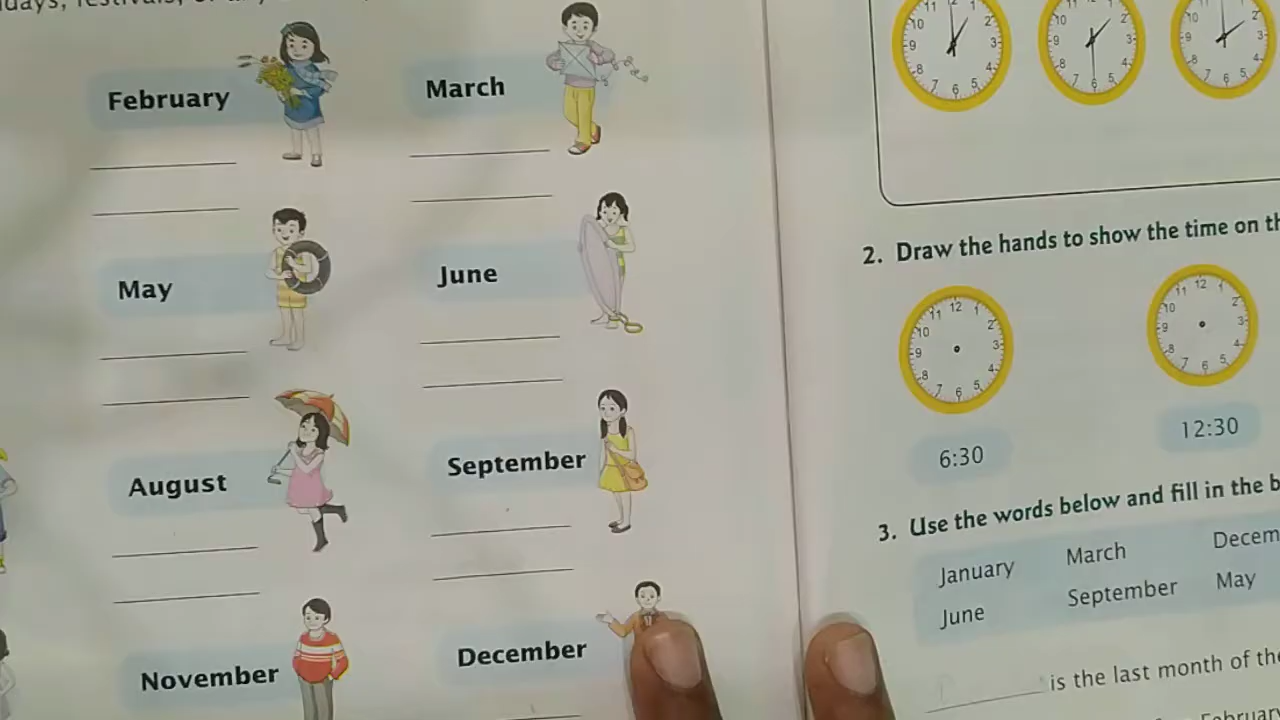 February
March
May
June
August
September
November
December
2. Draw the hands to show the time on
6:30
12:30
3. Use the words below and fill in the
January March
June September May
is the last month of the